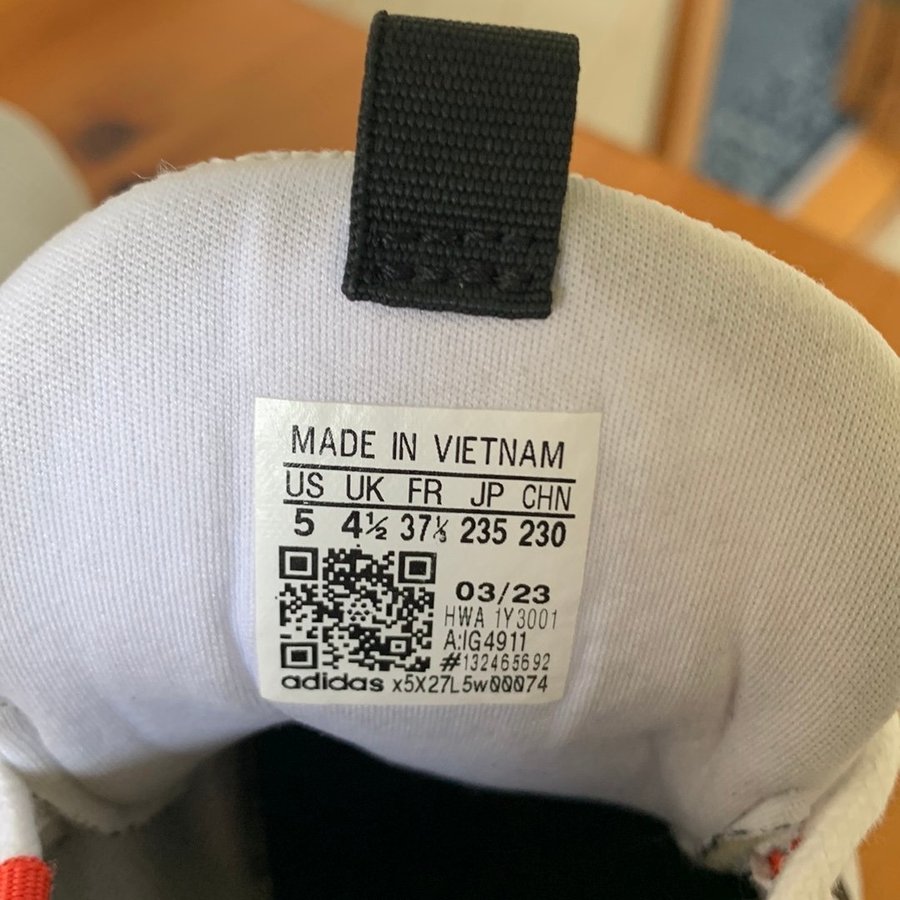 MADE IN VIETNAM
US UK FR JP CHN
5 4½ 37⅓ 235 230
03/23
HWA 1Y3001
A:IG4911
#132465692
adidas x5X27L5w00074